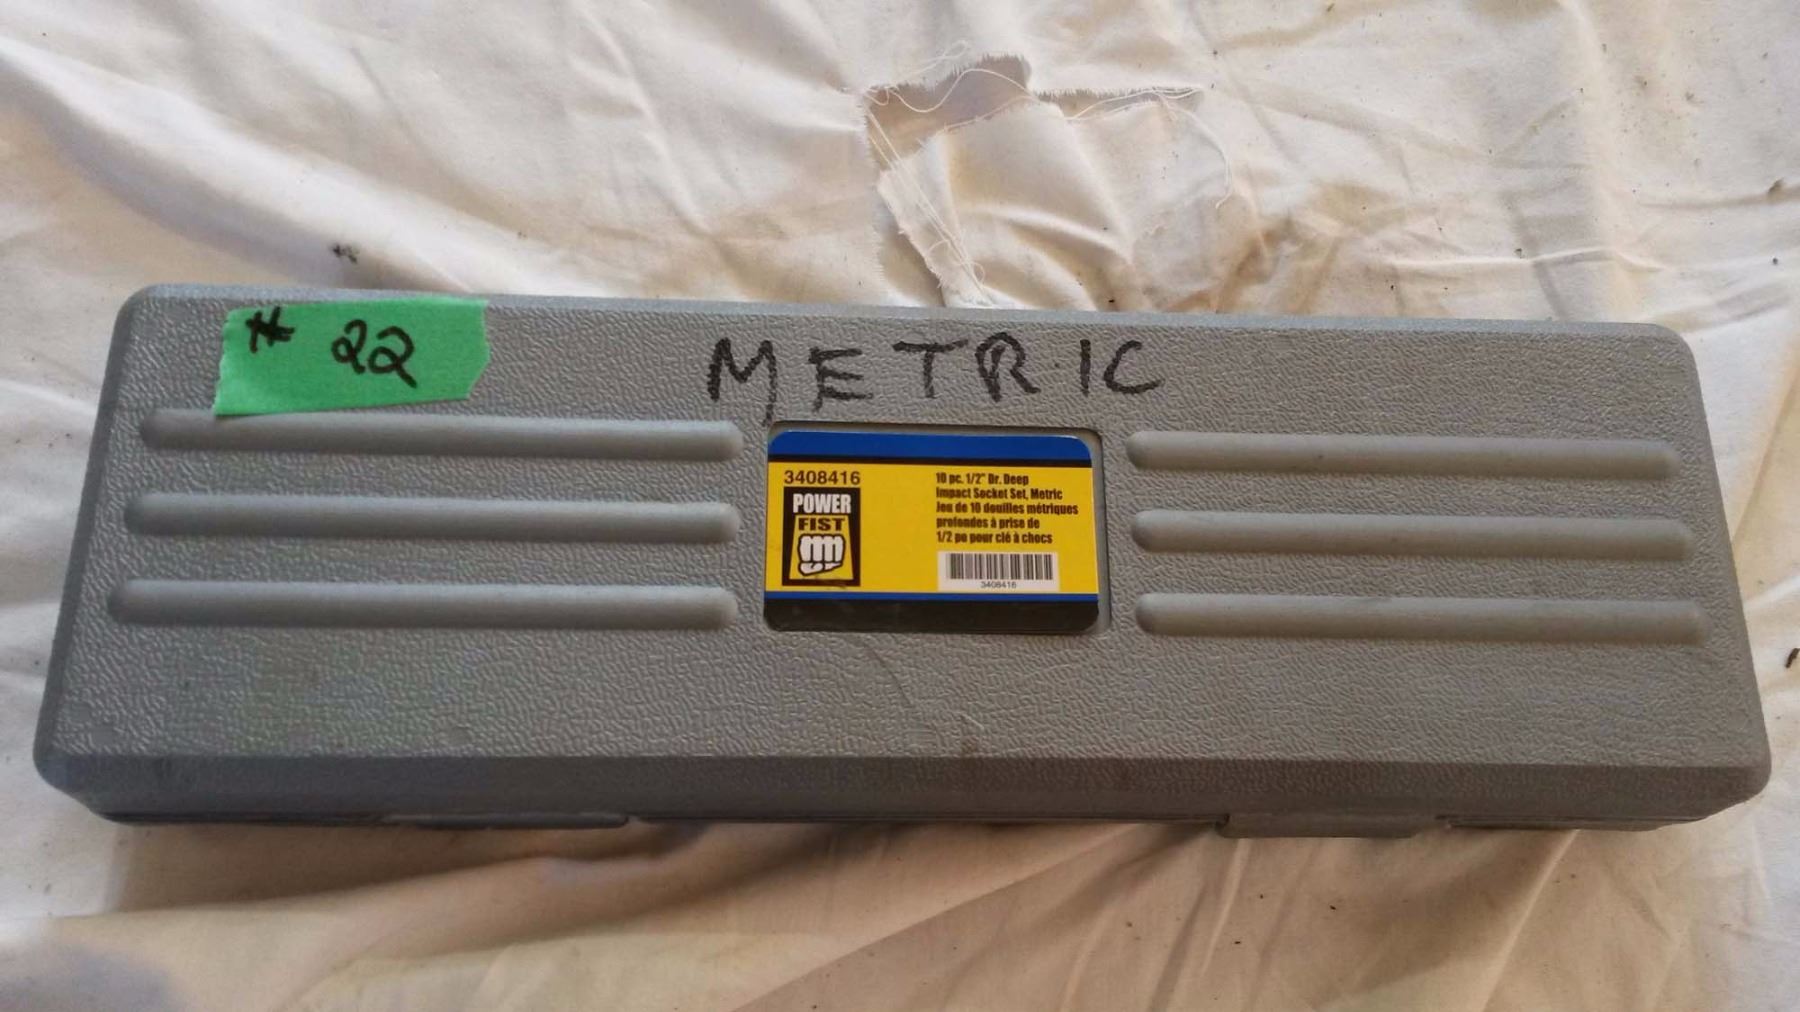 # 22
METRIC
3408416
POWER
FIST
10 pc. 1/2" Dr. Deep
Impact Socket Set, Metric
Jeu de 10 douilles métriques
profondes à prise de
1/2 po pour clé à chocs
3408416